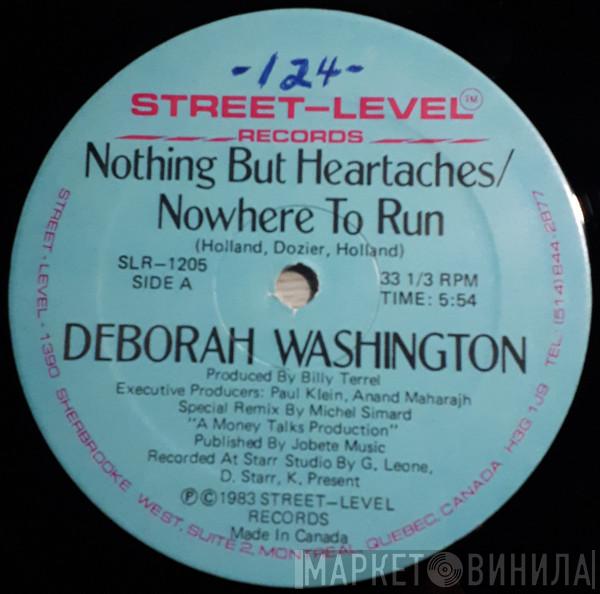 -124-
STREET-LEVEL TM
RECORDS
Nothing But Heartaches/
Nowhere To Run
(Holland, Dozier, Holland)
SLR-1205
SIDE A
33 1/3 RPM
TIME: 5:54
DEBORAH WASHINGTON
Produced By Billy Terrel
Executive Producers: Paul Klein, Anand Maharajh
Special Remix By Michel Simard
"A Money Talks Production"
Published By Jobete Music
Recorded At Starr Studio By G. Leone,
D. Starr, K. Present
Ⓟ©1983 STREET-LEVEL
RECORDS
Made In Canada
STREET-LEVEL · 1390 SHERBROOKE WEST, SUITE 2, MONTREAL, QUEBEC, CANADA H3G 1J9 TEL. (514) 844-2877
МАРКЕТ ВИНИЛА